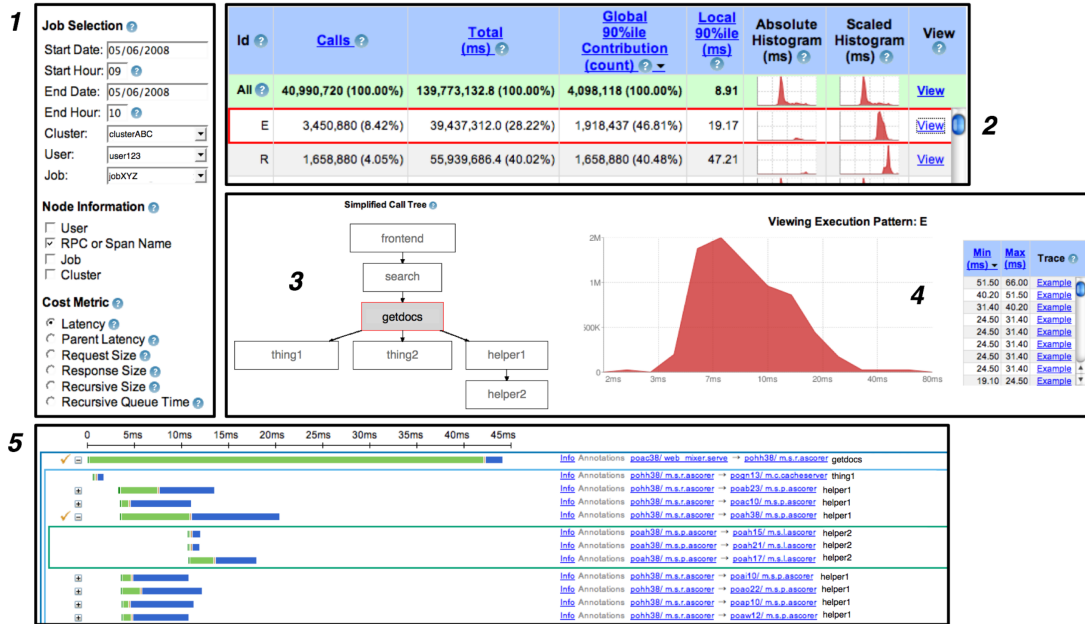 1
Job Selection ?
Start Date: 05/06/2008
Start Hour: 09 ?
End Date: 05/06/2008
End Hour: 10 ?
Cluster: clusterABC
User: user123
Job: jobXYZ
Node Information ?
User
RPC or Span Name
Job
Cluster
Cost Metric ?
Latency ?
Parent Latency ?
Request Size ?
Response Size ?
Recursive Size ?
Recursive Queue Time ?
Id ? Calls ? Total (ms) ? Global 90%ile Contribution (count) ? Local 90%ile (ms) ? Absolute Histogram (ms) ? Scaled Histogram (ms) ? View ?
All ? 40,990,720 (100.00%) 139,773,132.8 (100.00%) 4,098,118 (100.00%) 8.91 View
E 3,450,880 (8.42%) 39,437,312.0 (28.22%) 1,918,437 (46.81%) 19.17 View
R 1,658,880 (4.05%) 55,939,686.4 (40.02%) 1,658,880 (40.48%) 47.21 View
2
Simplified Call Tree ?
frontend
search
3
getdocs
thing1 thing2 helper1
helper2
Viewing Execution Pattern: E
2M
1M
500K
0
2ms 3ms 7ms 10ms 20ms 40ms 80ms
4
Min (ms) Max (ms) Trace ?
51.50 66.00 Example
40.20 51.50 Example
31.40 40.20 Example
24.50 31.40 Example
24.50 31.40 Example
24.50 31.40 Example
24.50 31.40 Example
24.50 31.40 Example
19.10 24.50 Example
5
0 5ms 10ms 15ms 20ms 25ms 30ms 35ms 40ms 45ms
Info Annotations poac38/ web_mixer.serve → pohh38/ m.s.r.ascorer getdocs
Info Annotations pohh38/ m.s.r.ascorer → poqn13/ m.c.cacheserver thing1
Info Annotations pohh38/ m.s.r.ascorer → poab23/ m.s.p.ascorer helper1
Info Annotations pohh38/ m.s.r.ascorer → poac10/ m.s.p.ascorer helper1
Info Annotations pohh38/ m.s.r.ascorer → poah38/ m.s.p.ascorer helper1
Info Annotations poah38/ m.s.p.ascorer → poah15/ m.s.l.ascorer helper2
Info Annotations poah38/ m.s.p.ascorer → poah21/ m.s.l.ascorer helper2
Info Annotations poah38/ m.s.p.ascorer → poah17/ m.s.l.ascorer helper2
Info Annotations pohh38/ m.s.r.ascorer → poai10/ m.s.p.ascorer helper1
Info Annotations pohh38/ m.s.r.ascorer → poao22/ m.s.p.ascorer helper1
Info Annotations pohh38/ m.s.r.ascorer → poap10/ m.s.p.ascorer helper1
Info Annotations pohh38/ m.s.r.ascorer → poaw12/ m.s.p.ascorer helper1